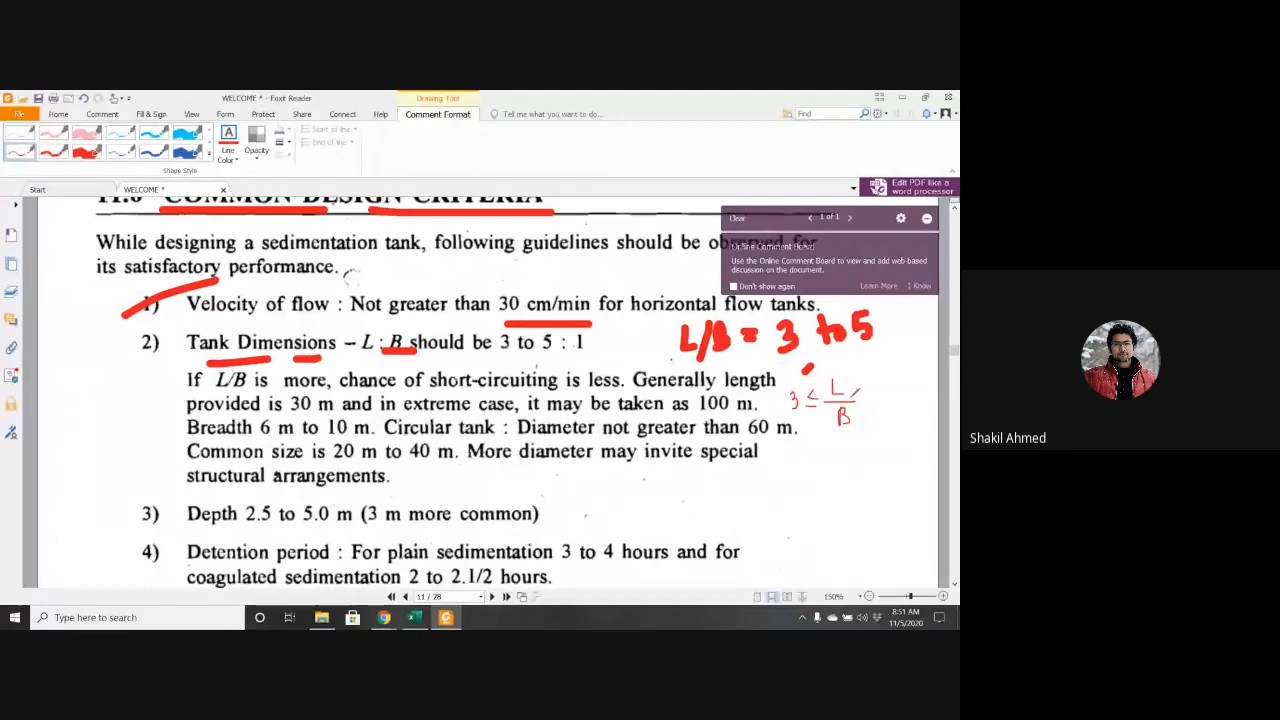 WELCOME * - Foxit Reader
Drawing Tool
File Home Comment Fill & Sign View Form Protect Share Connect Help Comment Format Tell me what you want to do... Find
Line Color
Opacity
Start of line
End of line
Shape Style
Start WELCOME *
Edit PDF like a word processor
11.6 COMMON DESIGN CRITERIA
Clear 1 of 1
Online Comment Board
Use the Online Comment Board to view and add web-based
discussion on the document.
Don't show again Learn More I Know
While designing a sedimentation tank, following guidelines should be observed for
its satisfactory performance.
1) Velocity of flow : Not greater than 30 cm/min for horizontal flow tanks.
2) Tank Dimensions – L : B should be 3 to 5 : 1
L/B = 3 to 5
If L/B is more, chance of short-circuiting is less. Generally length
provided is 30 m and in extreme case, it may be taken as 100 m.
3 ≤ L/B
Breadth 6 m to 10 m. Circular tank : Diameter not greater than 60 m.
Common size is 20 m to 40 m. More diameter may invite special
structural arrangements.
3) Depth 2.5 to 5.0 m (3 m more common)
4) Detention period : For plain sedimentation 3 to 4 hours and for
coagulated sedimentation 2 to 2.1/2 hours.
11 / 28
150%
Type here to search
8:51 AM
11/5/2020
Shakil Ahmed